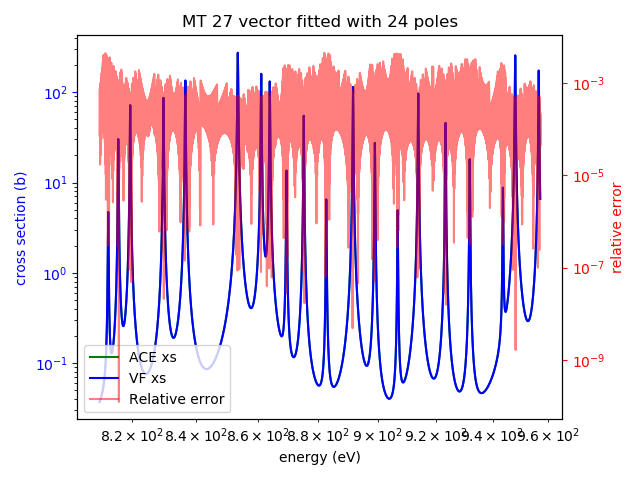 MT 27 vector fitted with 24 poles
cross section (b)
10²
10¹
10⁰
10⁻¹
10⁻³
10⁻⁵
10⁻⁷
10⁻⁹
relative error
ACE xs
VF xs
Relative error
8.2 × 10² 8.4 × 10² 8.6 × 10² 8.8 × 10² 9 × 10² 9.2 × 10² 9.4 × 10² 9.6 × 10²
energy (eV)